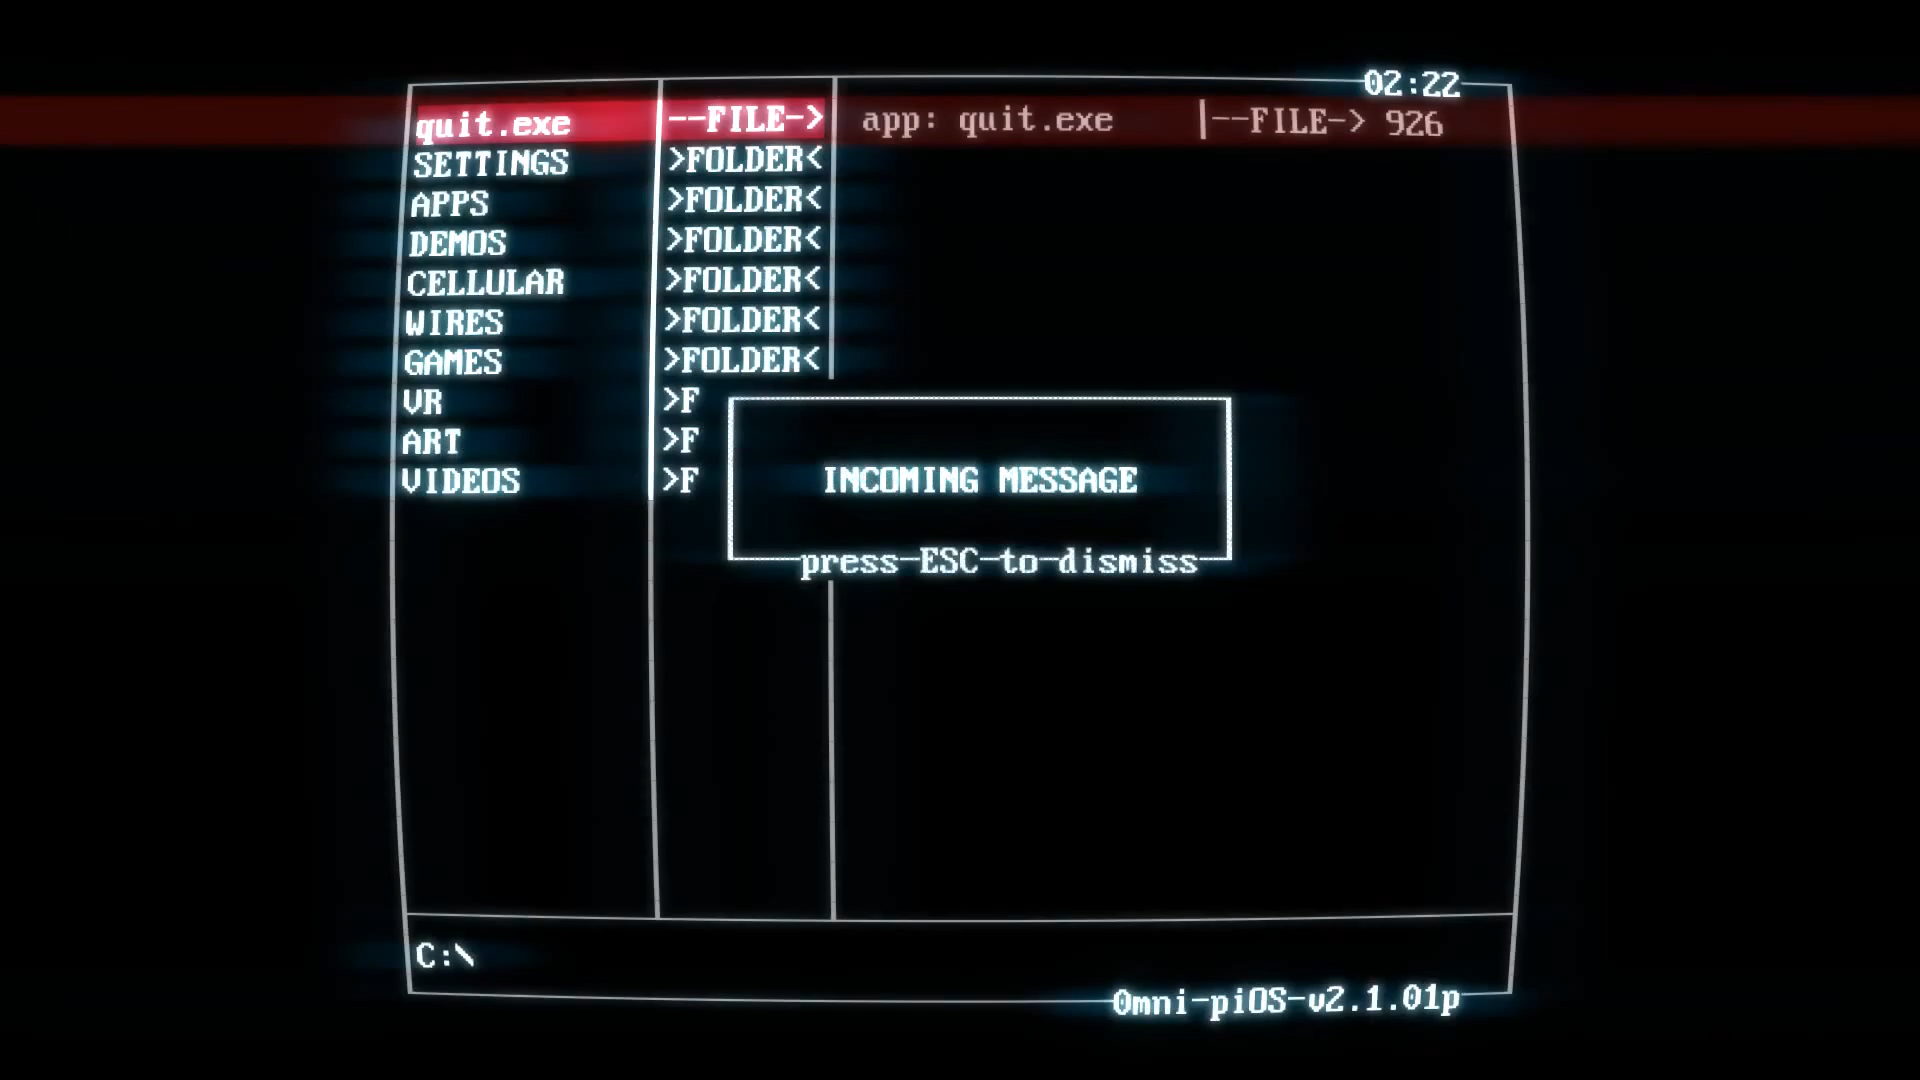 02:22
quit.exe --FILE-> app: quit.exe |--FILE-> 926
SETTINGS >FOLDER<
APPS >FOLDER<
DEMOS >FOLDER<
CELLULAR >FOLDER<
WIRES >FOLDER<
GAMES >FOLDER<
VR >F
ART >F
VIDEOS >F
INCOMING MESSAGE
press-ESC-to-dismiss
C:\
0mni-piOS-v2.1.01p